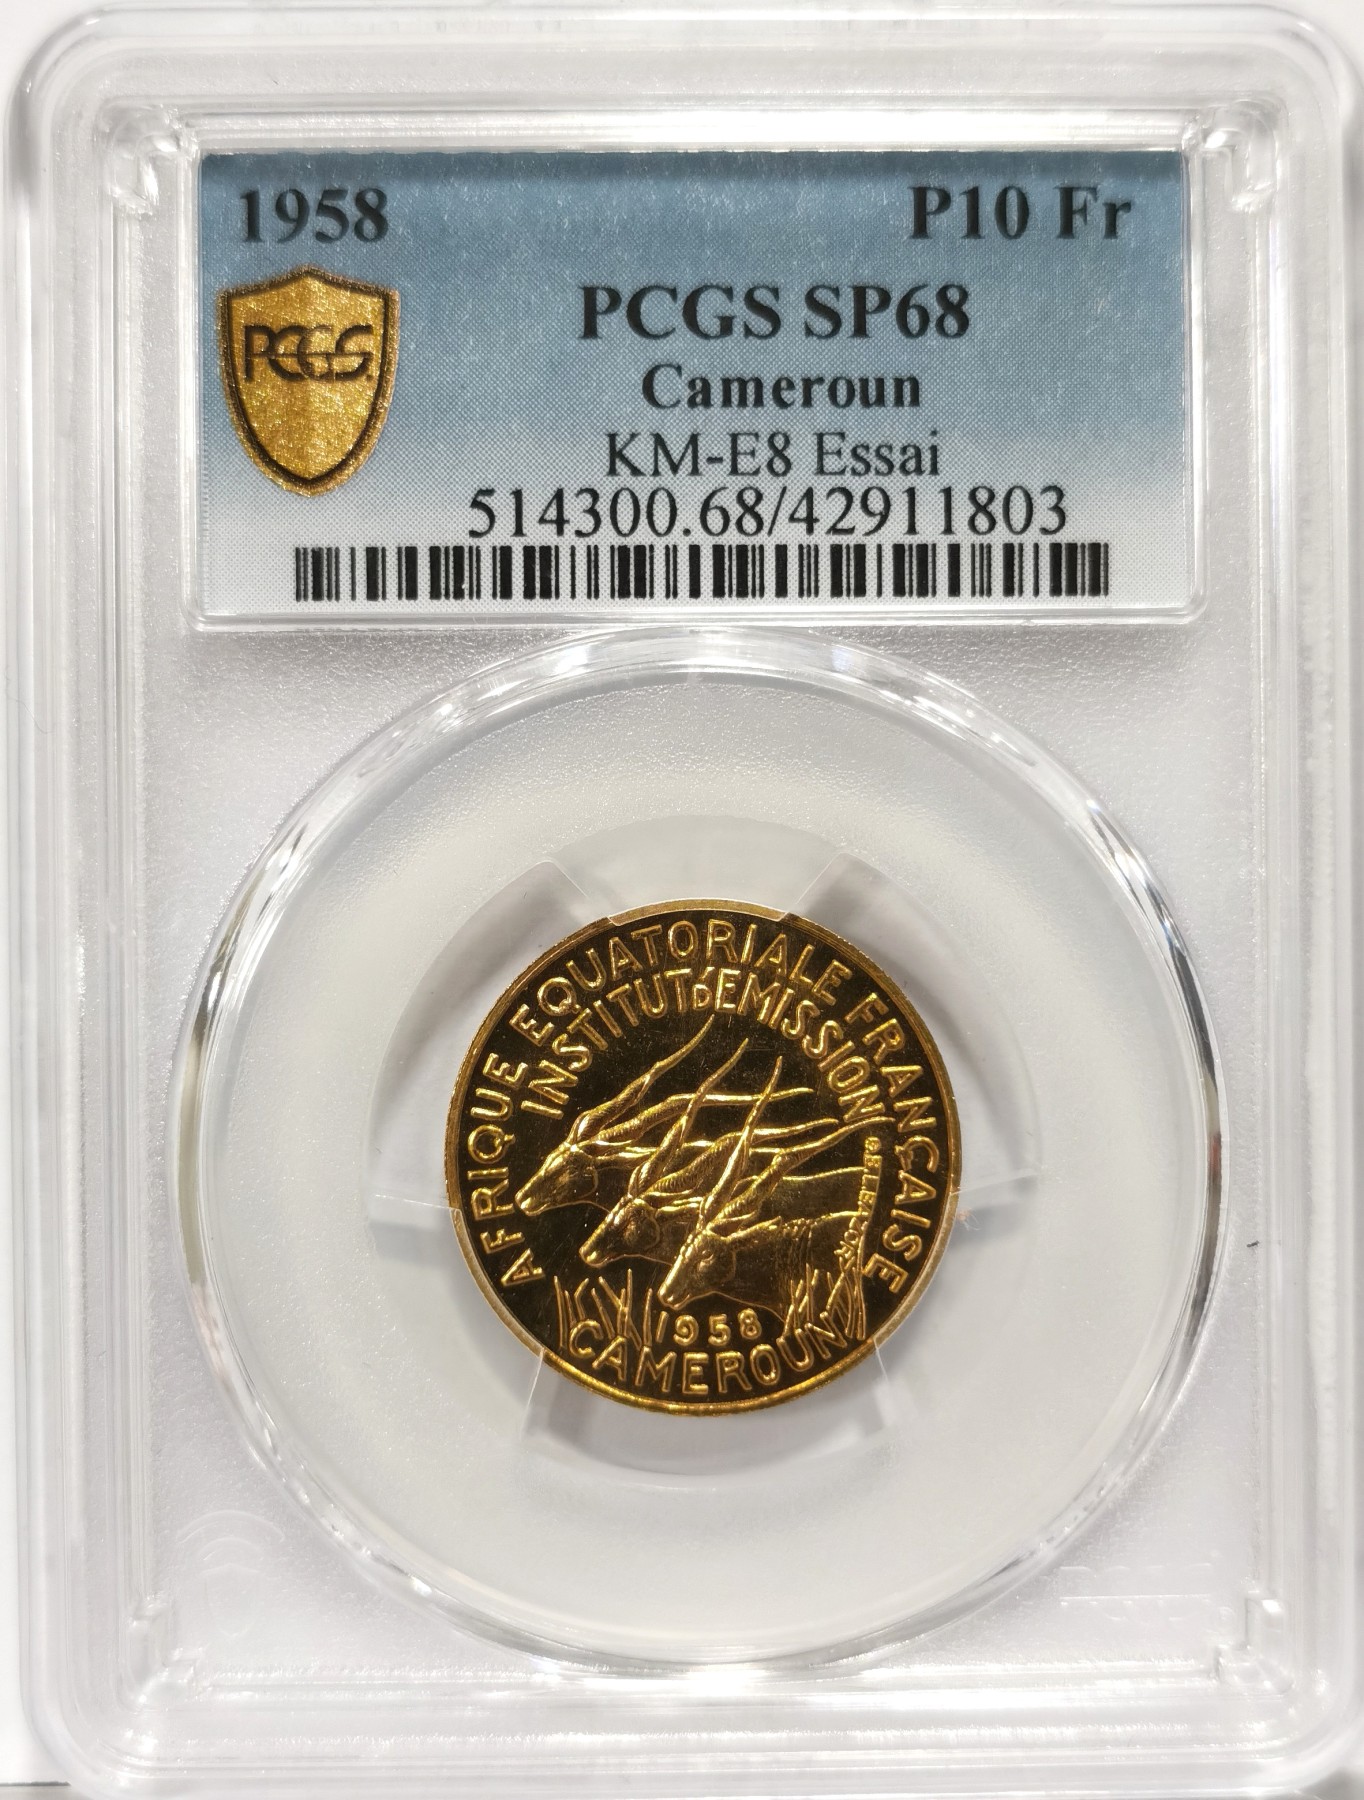 1958 P10 Fr
PCGS
PCGS SP68
Cameroun
KM-E8 Essai
514300.68/42911803
AFRIQUE EQUATORIALE FRANÇAISE
INSTITUT D'EMISSION
1958
CAMEROUN